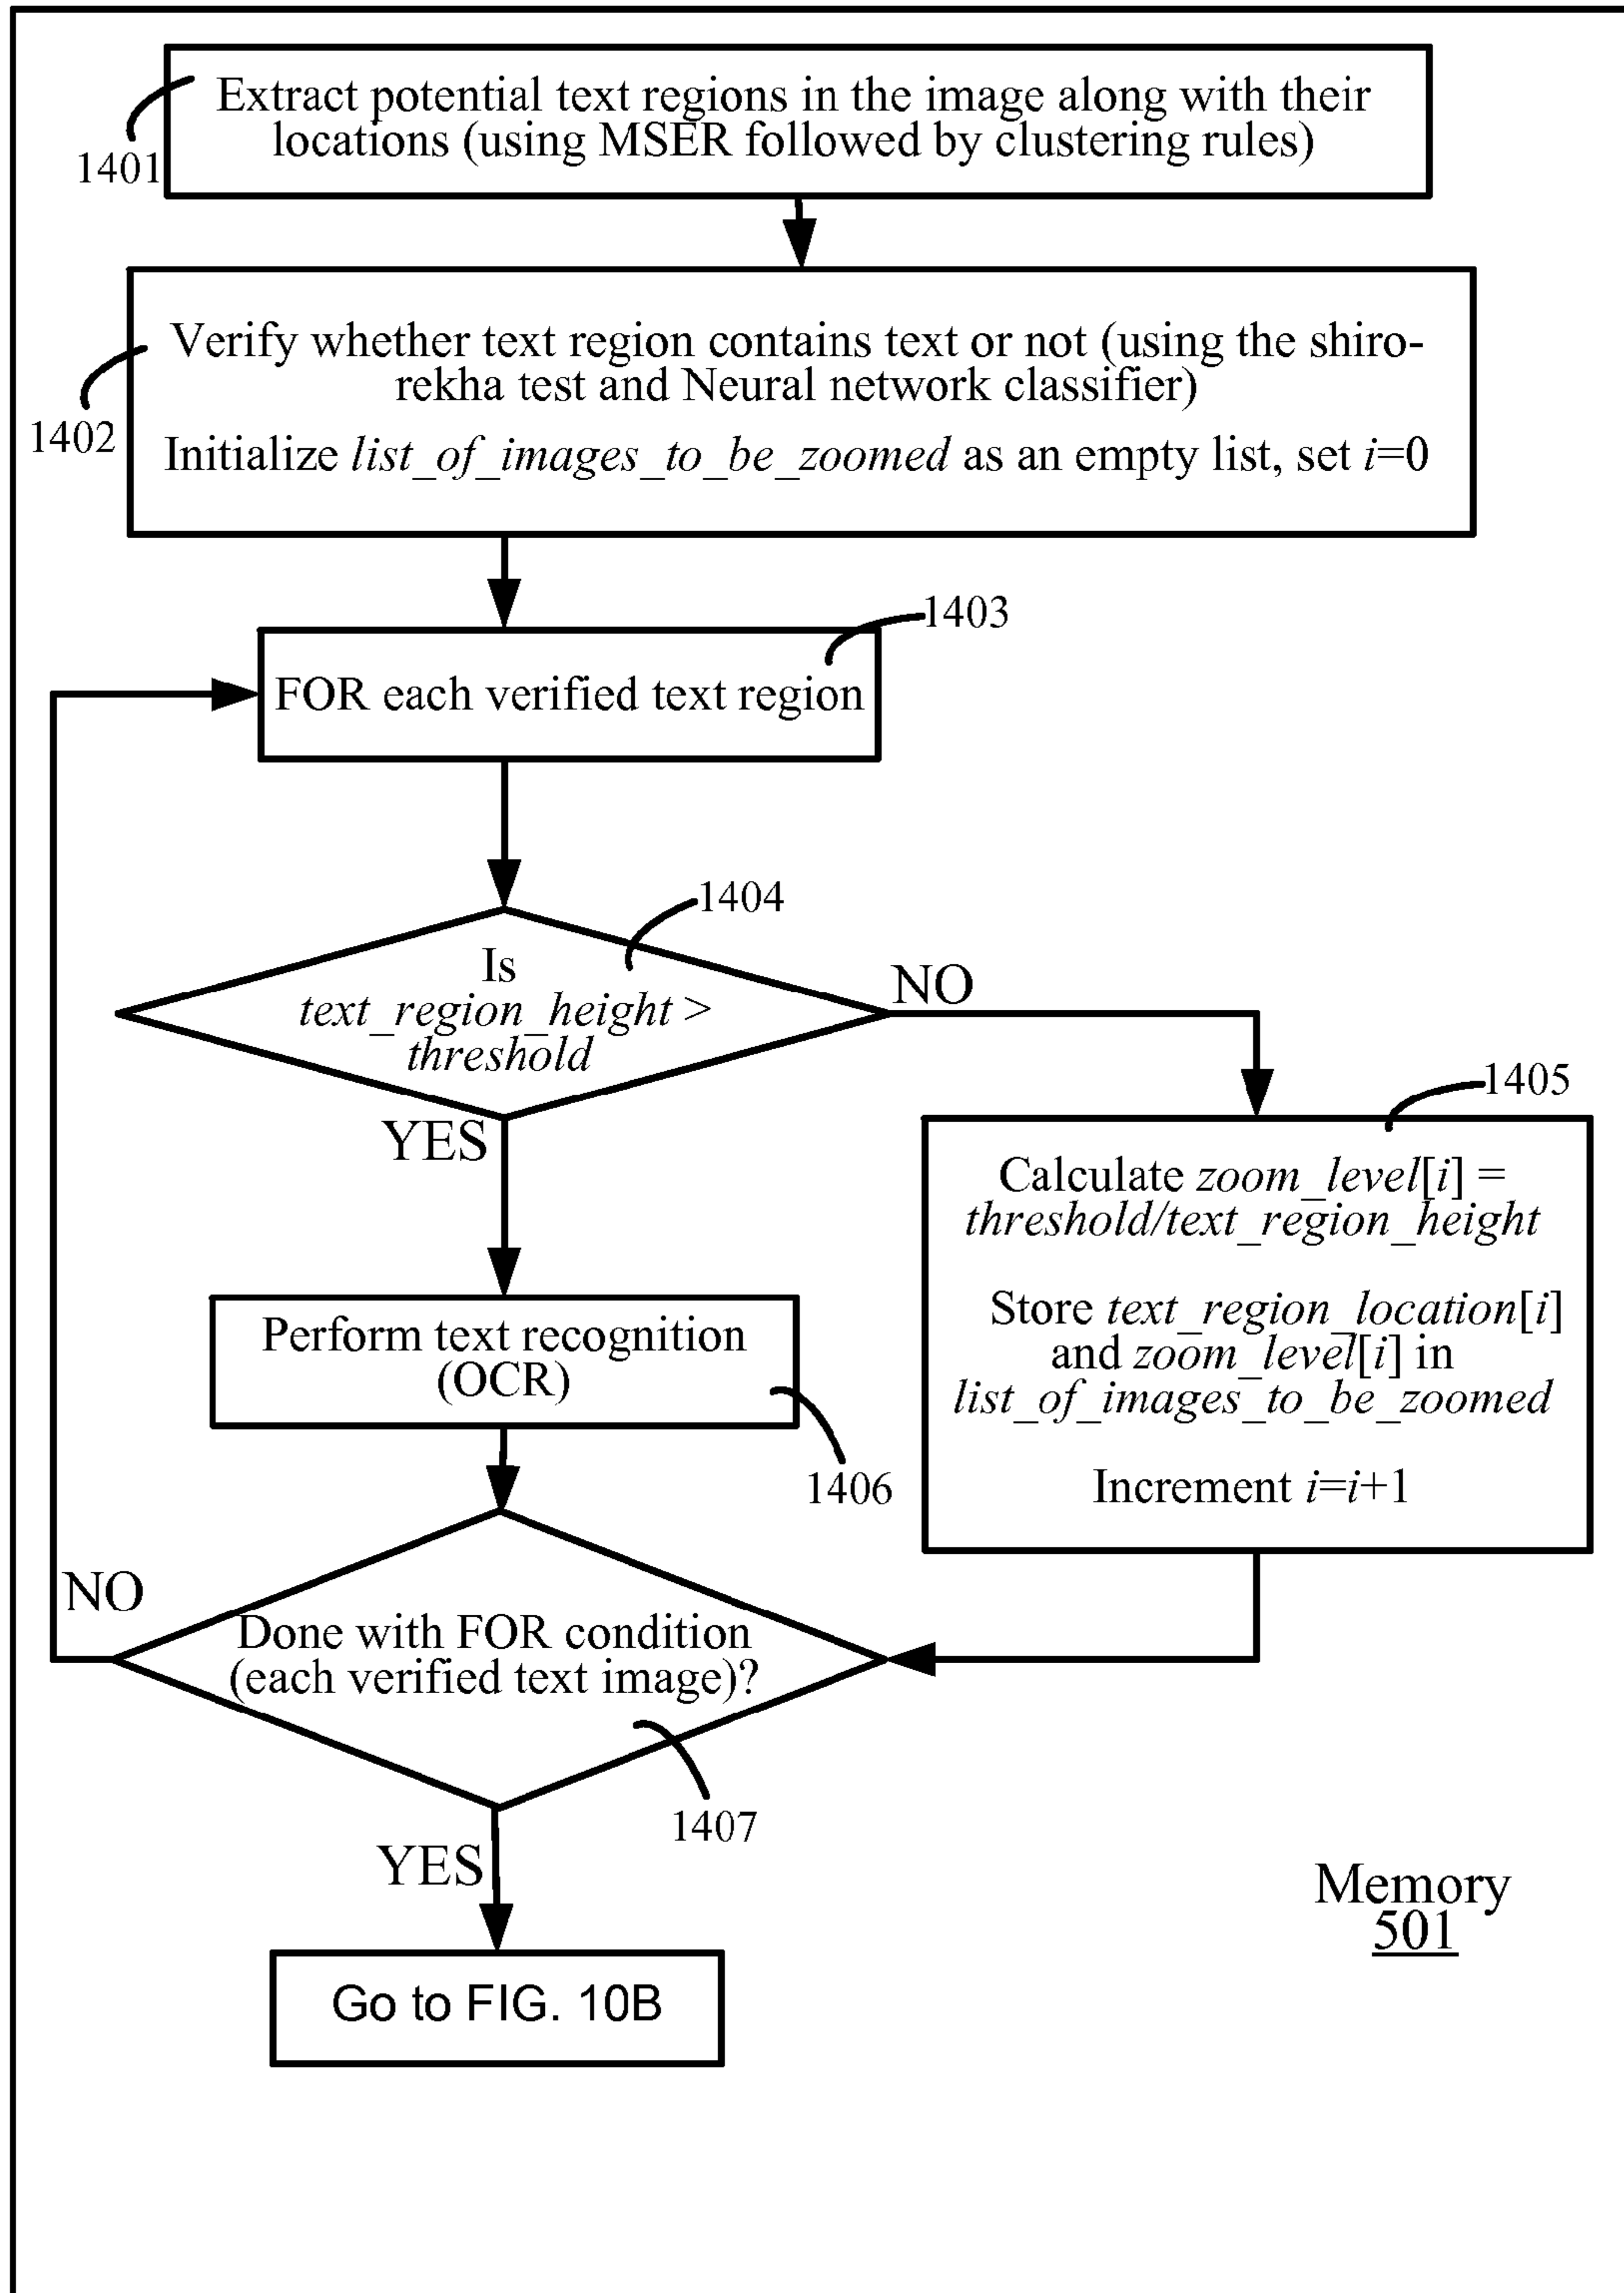 Extract potential text regions in the image along with their
locations (using MSER followed by clustering rules)
1401
Verify whether text region contains text or not (using the shiro-
rekha test and Neural network classifier)
Initialize list_of_images_to_be_zoomed as an empty list, set i=0
1402
1403
FOR each verified text region
1404
Is
text_region_height >
threshold
NO
YES
1405
Calculate zoom_level[i] =
threshold/text_region_height
Store text_region_location[i]
and zoom_level[i] in
list_of_images_to_be_zoomed
Increment i=i+1
Perform text recognition
(OCR)
1406
NO
Done with FOR condition
(each verified text image)?
1407
YES
Go to FIG. 10B
Memory
501